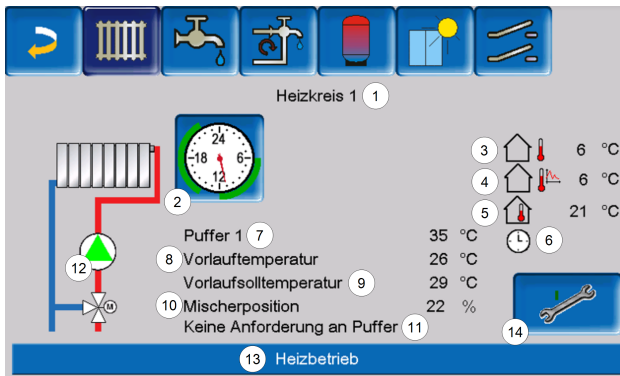 Heizkreis 1 1
24
-18 6-
12
2
3 6 °C
4 6 °C
5 21 °C
6
Puffer 1 7 35 °C
8 Vorlauftemperatur 26 °C
Vorlaufsolltemperatur 9 29 °C
12
M
10 Mischerposition 22 %
Keine Anforderung an Puffer 11
14
13 Heizbetrieb